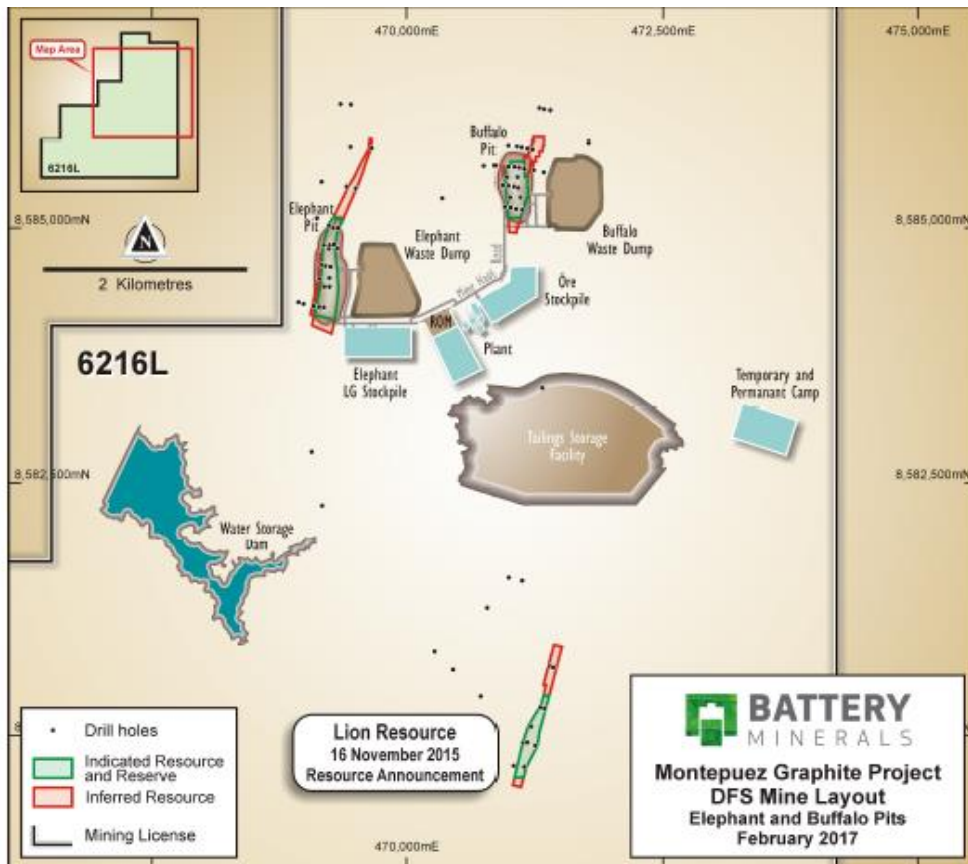 470,000mE
472,500mE
475,000mE
Map Area
6216L
N
2 Kilometres
8,585,000mN
8,585,000mN
Buffalo
Pit
Elephant
Pit
Elephant
Waste Dump
Buffalo
Waste Dump
Mine Haul Road
Ore
Stockpile
ROM
Plant
6216L
Elephant
LG Stockpile
Temporary and
Permanant Camp
Tailings Storage
Facility
8,582,500mN
8,582,500mN
Water Storage
Dam
Drill holes
Indicated Resource
and Reserve
Inferred Resource
Mining License
Lion Resource
16 November 2015
Resource Announcement
BATTERY
MINERALS
Montepuez Graphite Project
DFS Mine Layout
Elephant and Buffalo Pits
February 2017
470,000mE